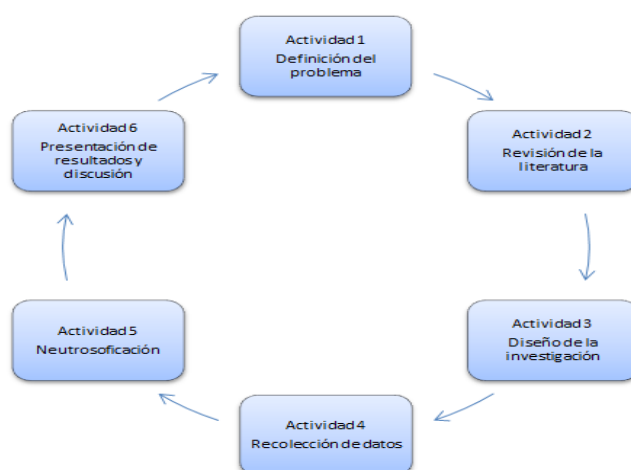 Actividad 1
Definición del
problema
Actividad 2
Revisión de la
literatura
Actividad 3
Diseño de la
investigación
Actividad 4
Recolección de datos
Actividad 5
Neutrosoficación
Actividad 6
Presentación de
resultados y
discusión